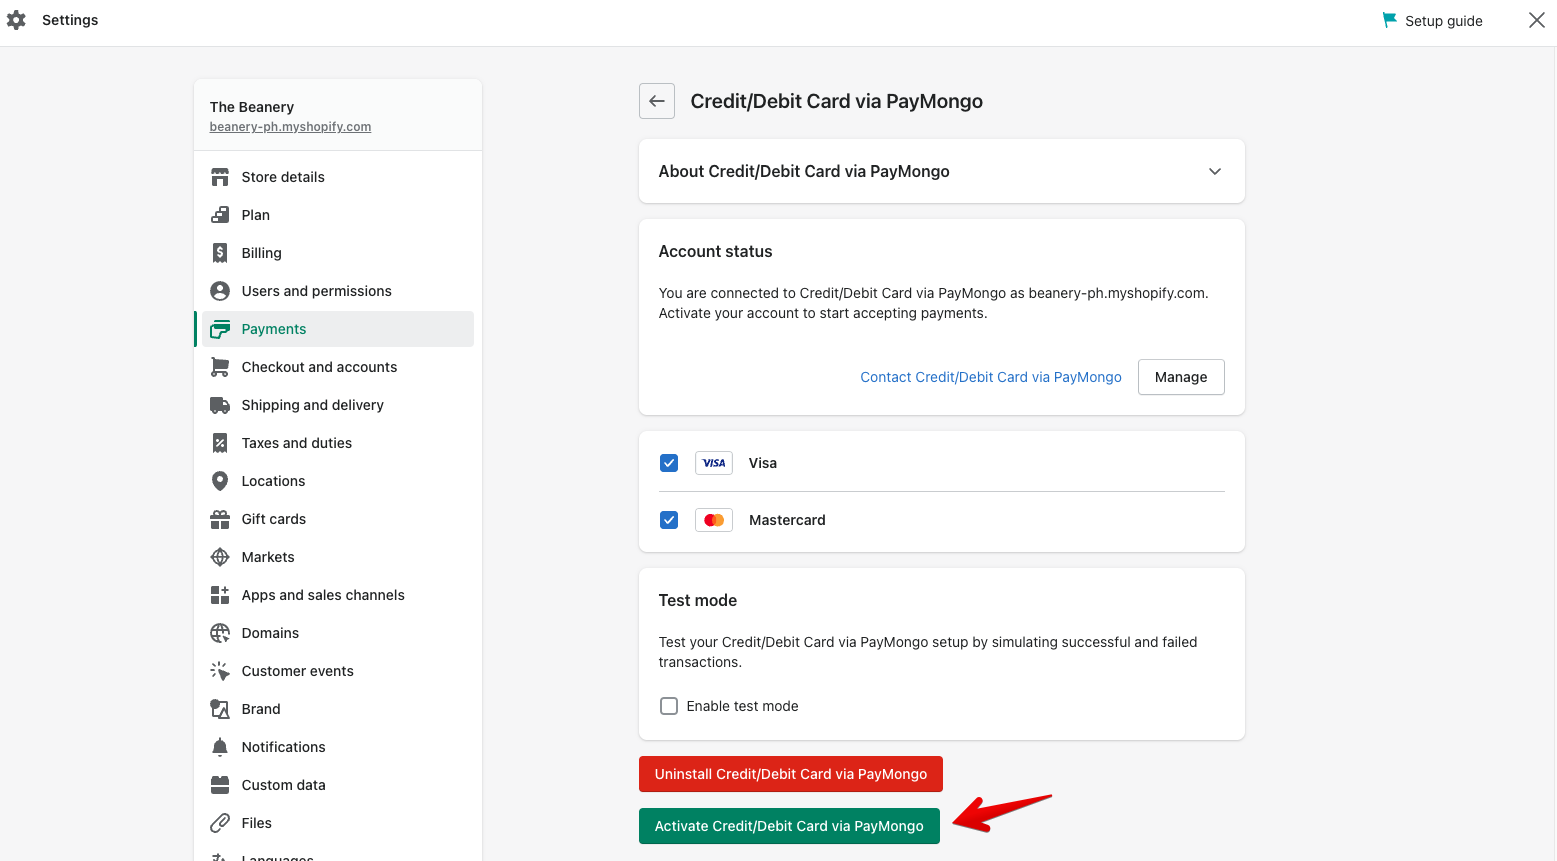 Settings
Setup guide
The Beanery
beanery-ph.myshopify.com
Store details
Plan
Billing
Users and permissions
Payments
Checkout and accounts
Shipping and delivery
Taxes and duties
Locations
Gift cards
Markets
Apps and sales channels
Domains
Customer events
Brand
Notifications
Custom data
Files
Languages
Credit/Debit Card via PayMongo
About Credit/Debit Card via PayMongo
Account status
You are connected to Credit/Debit Card via PayMongo as beanery-ph.myshopify.com.
Activate your account to start accepting payments.
Contact Credit/Debit Card via PayMongo
Manage
VISA
Visa
Mastercard
Test mode
Test your Credit/Debit Card via PayMongo setup by simulating successful and failed
transactions.
Enable test mode
Uninstall Credit/Debit Card via PayMongo
Activate Credit/Debit Card via PayMongo